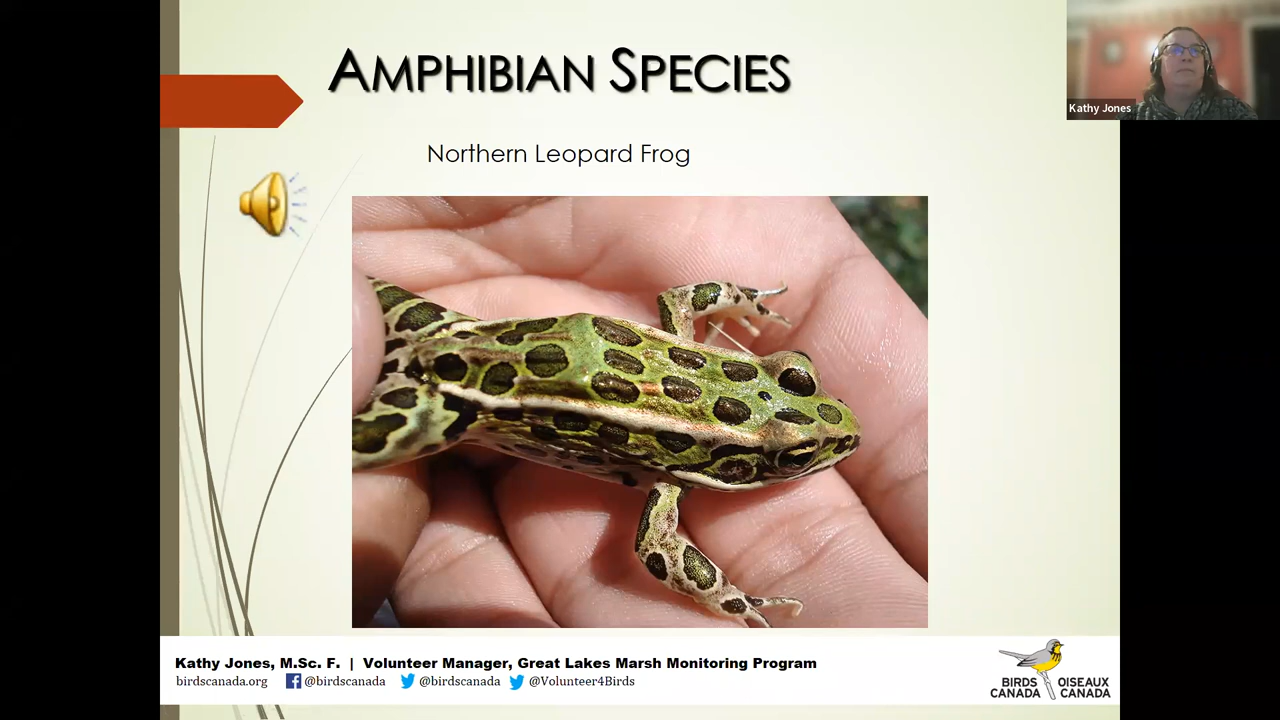 AMPHIBIAN SPECIES
Kathy Jones
Northern Leopard Frog
Kathy Jones, M.Sc. F. | Volunteer Manager, Great Lakes Marsh Monitoring Program
birdscanada.org @birdscanada @birdscanada @Volunteer4Birds
BIRDS OISEAUX
CANADA CANADA